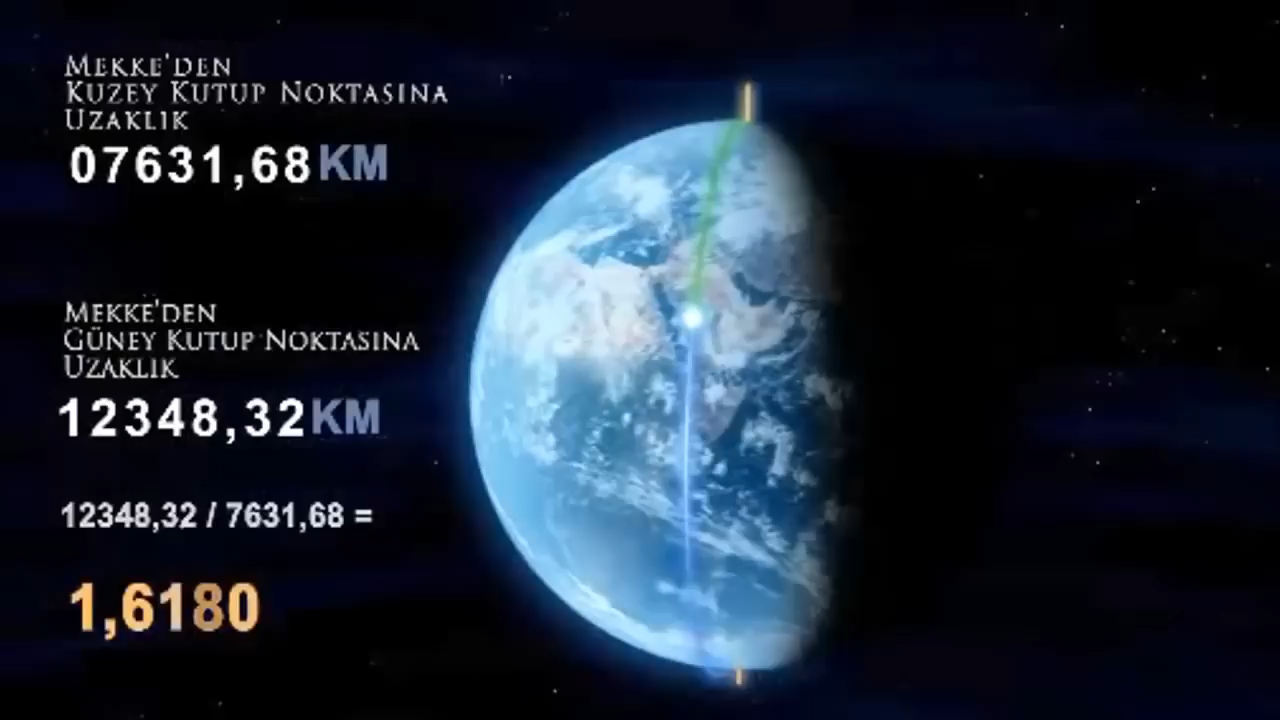 MEKKE'DEN
KUZEY KUTUP NOKTASINA
UZAKLIK
07631,68 KM
MEKKE'DEN
GÜNEY KUTUP NOKTASINA
UZAKLIK
12348,32 KM
12348,32 / 7631,68 =
1,6180